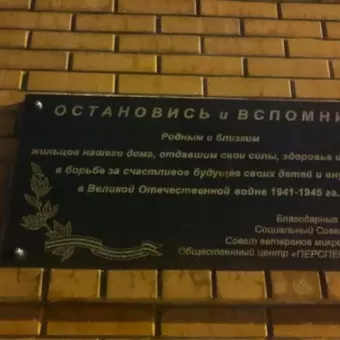 ОСТАНОВИСЬ и ВСПОМНИ
Родным и близким
жильцов нашего дома, отдавшим свои силы, здоровье и
в борьбе за счастливое будущее своих детей и вну
в Великой Отечественной войне 1941-1945 гг.
Благодарные
Социальный Сове
Совет ветеранов микро
Общественный центр «ПЕРСПЕ